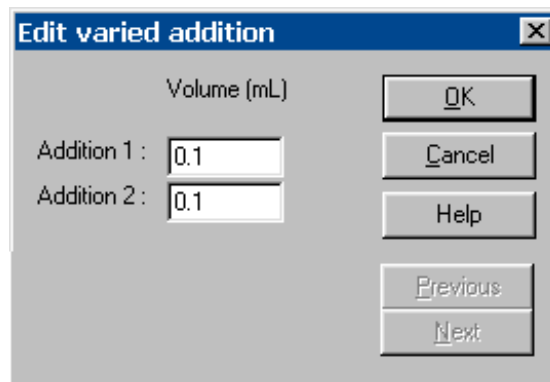 Edit varied addition
Volume (mL)
OK
Addition 1 : 0.1
Cancel
Addition 2 : 0.1
Help
Previous
Next